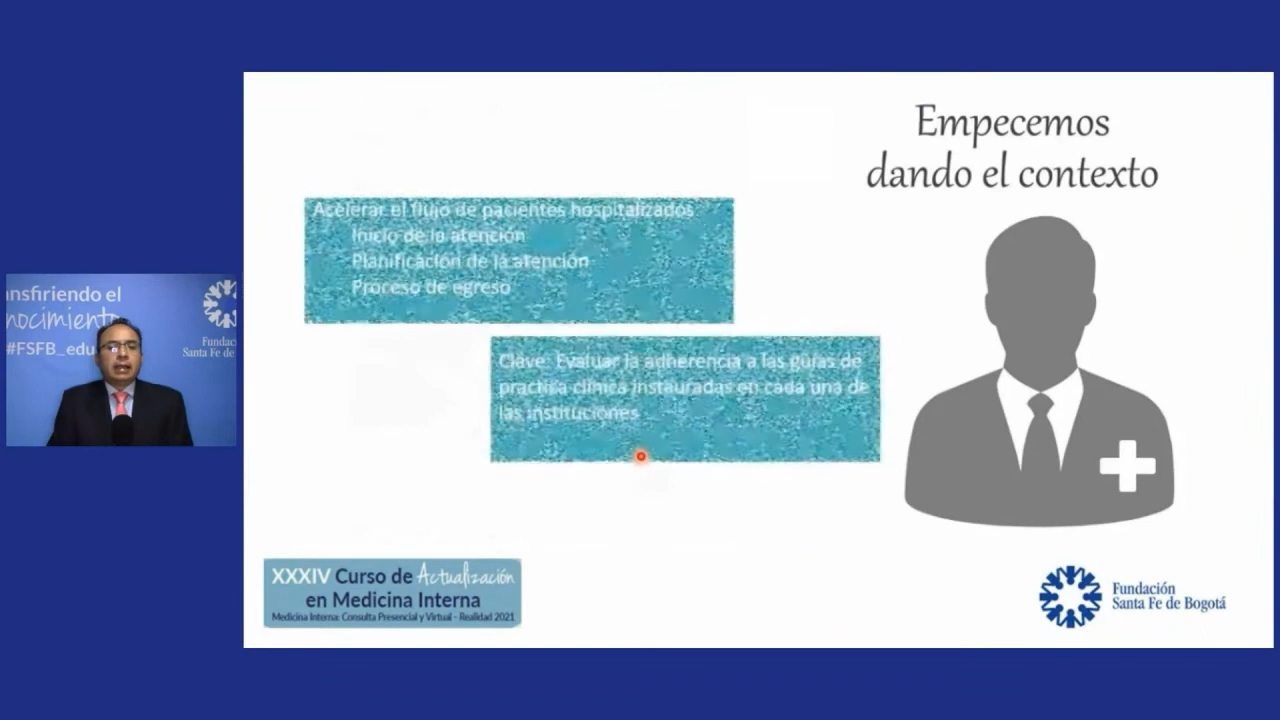 Empecemos
dando el contexto
Acelerar el flujo de pacientes hospitalizados
Inicio de la atención
Planificación de la atención
Proceso de egreso
Clave: Evaluar la adherencia a las guías de
practica clínica instauradas en cada una de
las instituciones
ansfiriendo el
nocimiento
#FSFB_edu
Fundaci
Santa Fe de
XXXIV Curso de Actualización
en Medicina Interna
Medicina Interna: Consulta Presencial y Virtual - Realidad 2021
Fundación
Santa Fe de Bogotá